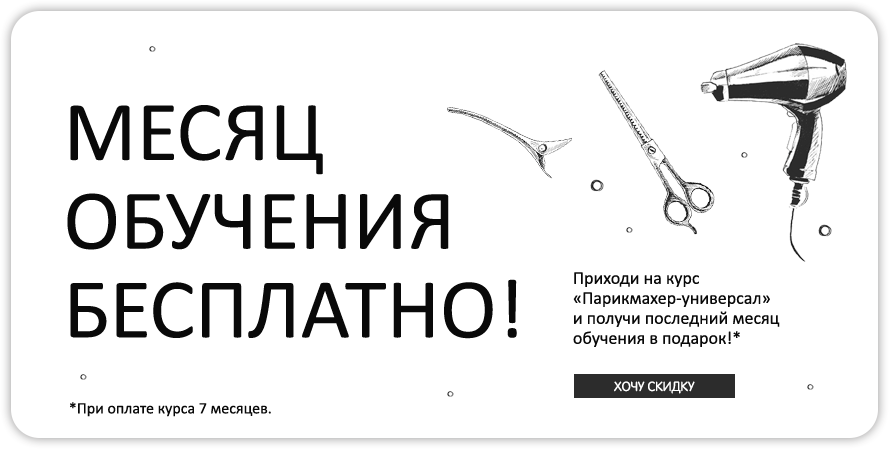 МЕСЯЦ
ОБУЧЕНИЯ
БЕСПЛАТНО!
Приходи на курс
«Парикмахер-универсал»
и получи последний месяц
обучения в подарок!*
ХОЧУ СКИДКУ
*При оплате курса 7 месяцев.